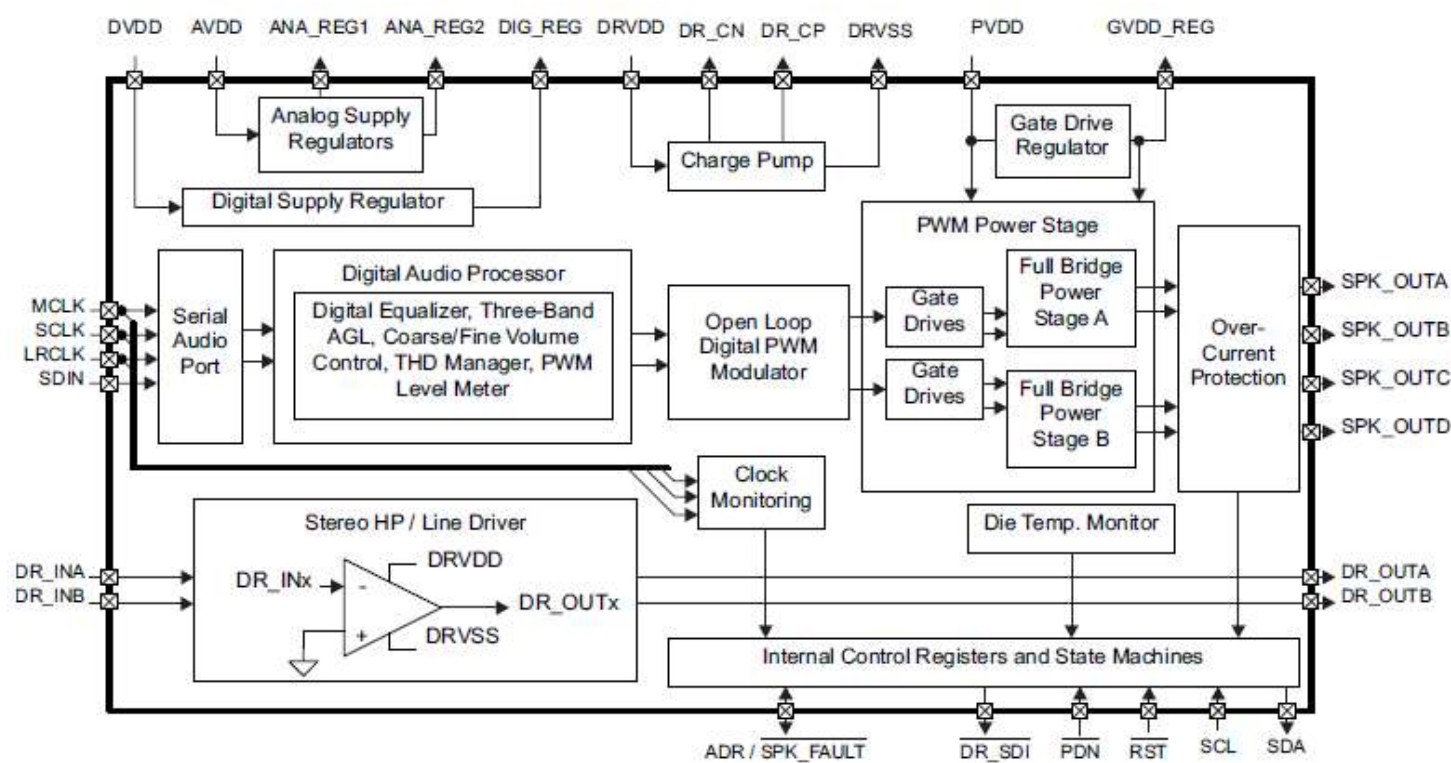 DVDD
AVDD
ANA_REG1
ANA_REG2
DIG_REG
DRVDD
DR_CN
DR_CP
DRVSS
PVDD
GVDD_REG
Analog Supply
Regulators
Charge Pump
Gate Drive
Regulator
Digital Supply Regulator
MCLK
SCLK
LRCLK
SDIN
Serial
Audio
Port
Digital Audio Processor
Digital Equalizer, Three-Band
AGL, Coarse/Fine Volume
Control, THD Manager, PWM
Level Meter
Open Loop
Digital PWM
Modulator
PWM Power Stage
Gate
Drives
Full Bridge
Power
Stage A
Gate
Drives
Full Bridge
Power
Stage B
Over-
Current
Protection
SPK_OUTA
SPK_OUTB
SPK_OUTC
SPK_OUTD
Clock
Monitoring
Die Temp. Monitor
Stereo HP / Line Driver
DR_INA
DR_INB
DR_INx
-
+
DRVDD
DRVSS
DR_OUTx
DR_OUTA
DR_OUTB
Internal Control Registers and State Machines
ADR / SPK_FAULT
DR_SDI
PDN
RST
SCL
SDA